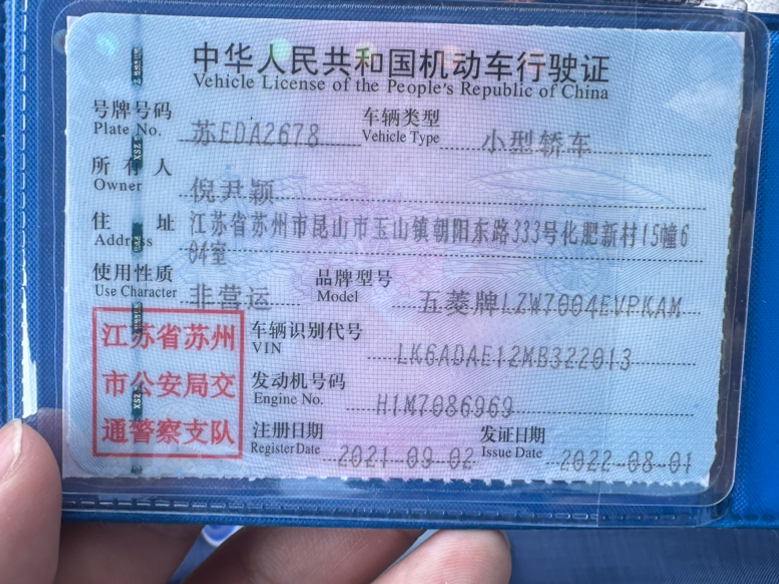 中华人民共和国机动车行驶证
Vehicle License of the People's Republic of China
号牌号码 苏EDA2678 车辆类型 小型轿车
Plate No. Vehicle Type
所有人 倪尹颖
Owner
住址 江苏省苏州市昆山市玉山镇朝阳东路333号化肥新村15幢6
Address 04室
使用性质 非营运 品牌型号 五菱牌LZW7004EVPKAM
Use Character Model
江苏省苏州 车辆识别代号 LK6ADAE12MB322013
VIN
市公安局交 发动机号码 H1M7086969
Engine No.
通警察支队 注册日期 2021-09-02 发证日期 2022-08-01
Register Date Issue Date